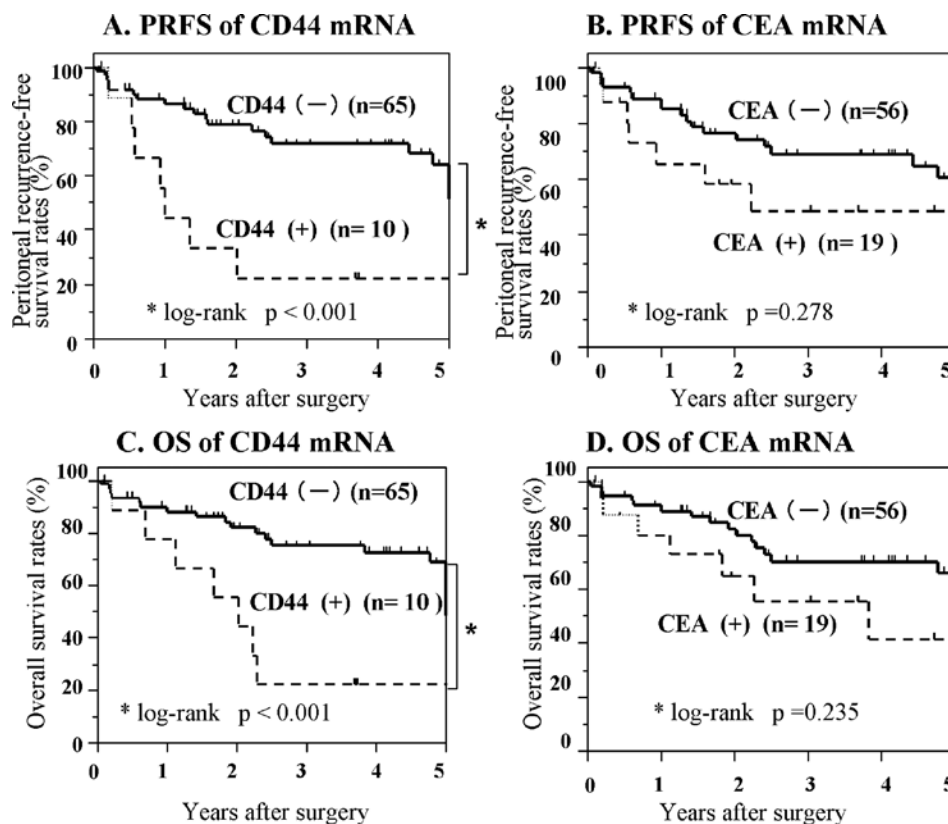 A. PRFS of CD44 mRNA
Peritoneal recurrence-free
survival rates (%)
100
80
60
40
20
0
CD44 (−) (n=65)
CD44 (+) (n= 10 )
*
* log-rank p < 0.001
0 1 2 3 4 5
Years after surgery
B. PRFS of CEA mRNA
Peritoneal recurrence-free
survival rates (%)
100
80
60
40
20
0
CEA (−) (n=56)
CEA (+) (n= 19 )
* log-rank p =0.278
1 2 3 4 5
Years after surgery
C. OS of CD44 mRNA
Overall survival rates (%)
100
80
60
40
20
0
CD44 (−) (n=65)
CD44 (+) (n= 10 )
*
* log-rank p < 0.001
0 1 2 3 4 5
Years after surgery
D. OS of CEA mRNA
Overall survival rates (%)
100
80
60
40
20
0
CEA (−) (n=56)
CEA (+) (n= 19)
* log-rank p =0.235
0 1 2 3 4 5
Years after surgery